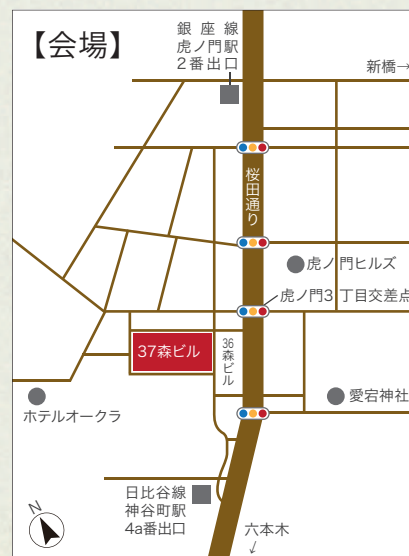 【会場】
銀座線
虎ノ門駅
2番出口
新橋→
桜田通り
虎ノ門ヒルズ
虎ノ門3丁目交差点
37森ビル
36森ビル
愛宕神社
ホテルオークラ
日比谷線
神谷町駅
4a番出口
六本木
↓
N